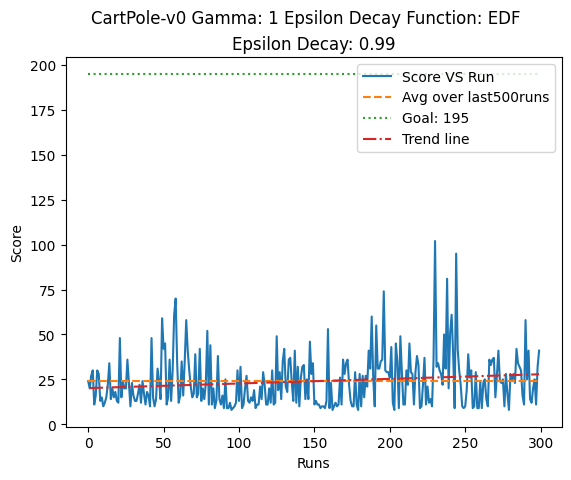 CartPole-v0 Gamma: 1 Epsilon Decay Function: EDF
Epsilon Decay: 0.99
200
175
150
125
100
75
50
25
0
Score
Score VS Run
Avg over last500runs
Goal: 195
Trend line
0
50
100
150
200
250
300
Runs